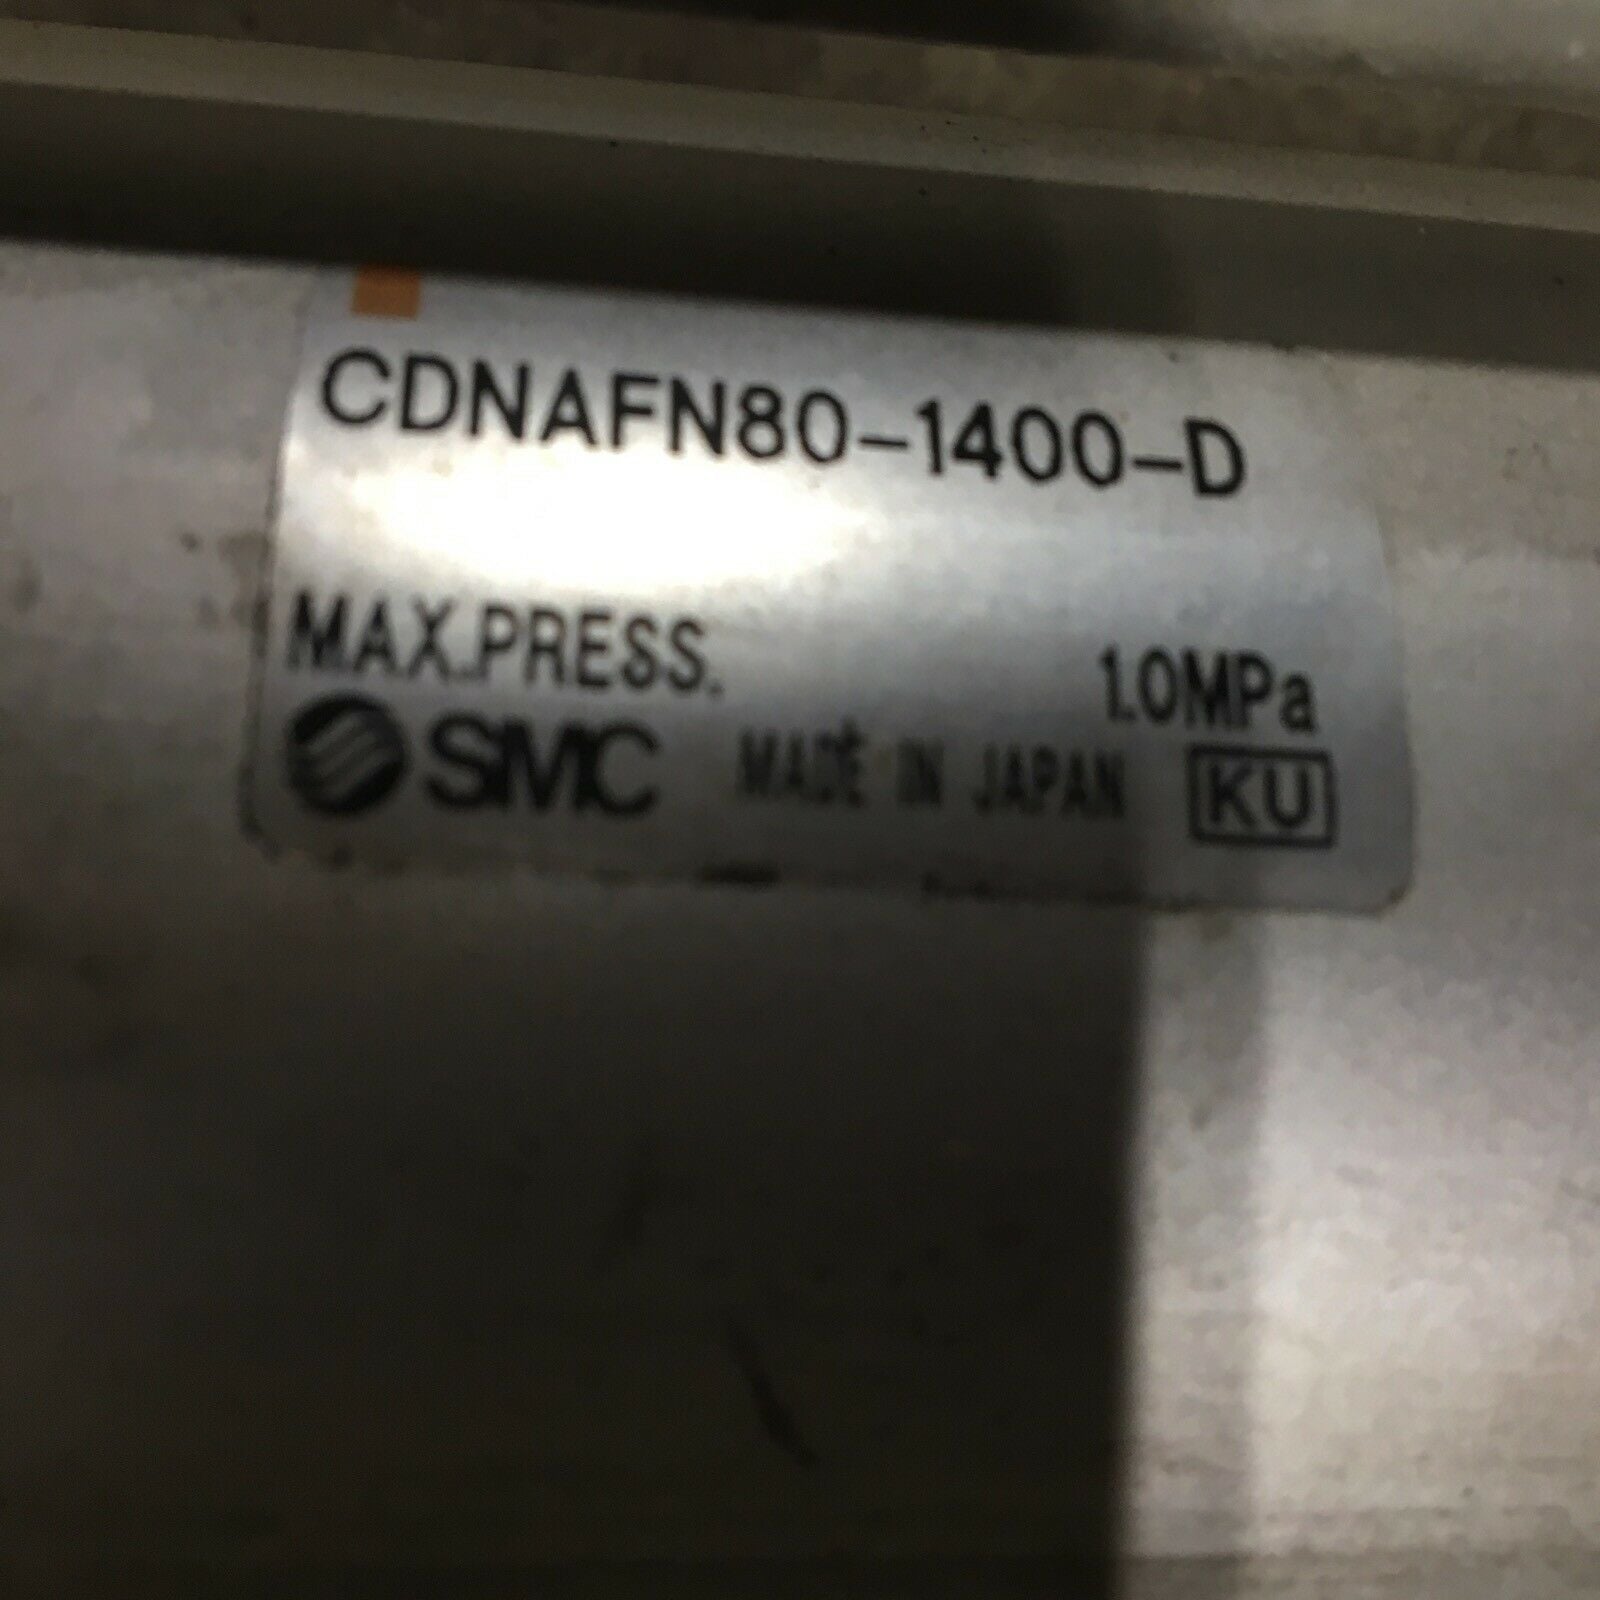 CDNAFN80-1400-D
MAX.PRESS. 1.0MPa
SMC MADE IN JAPAN KU